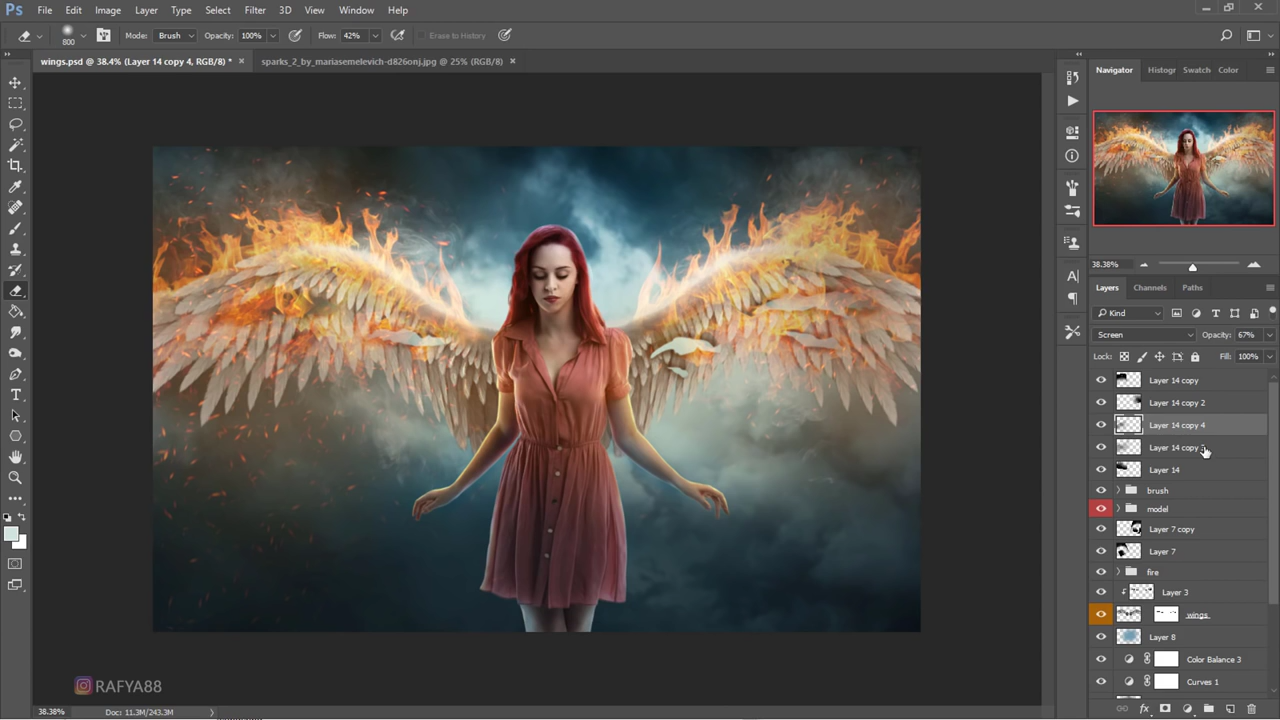 Ps File Edit Image Layer Type Select Filter 3D View Window Help
800 Mode: Brush Opacity: 100% Flow: 42% Erase to History
wings.psd @ 38.4% (Layer 14 copy 4, RGB/8) * sparks_2_by_mariasemelevich-d826onj.jpg @ 25% (RGB/8)
Navigator Histogr Swatch Color
38.38%
Layers Channels Paths
Kind
Screen Opacity: 67%
Lock: Fill: 100%
Layer 14 copy
Layer 14 copy 2
Layer 14 copy 4
Layer 14 copy
Layer 14
brush
model
Layer 7 copy
Layer 7
fire
Layer 3
wings
Layer 8
Color Balance 3
Curves 1
RAFYA88
38.38% Doc: 11.3M/243.3M